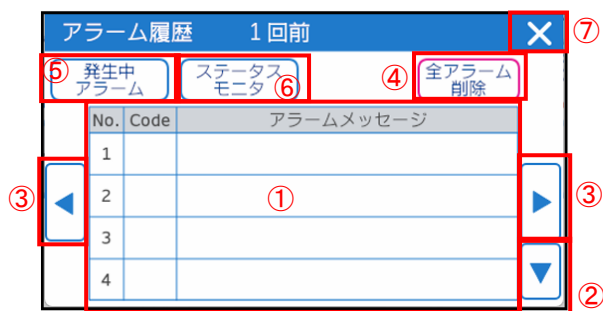 アラーム履歴 1回前 ⑦
⑤ 発生中
アラーム
ステータス
モニタ ⑥
④ 全アラーム
削除
No. Code アラームメッセージ
1
③ 2 ① ③
3
4 ②